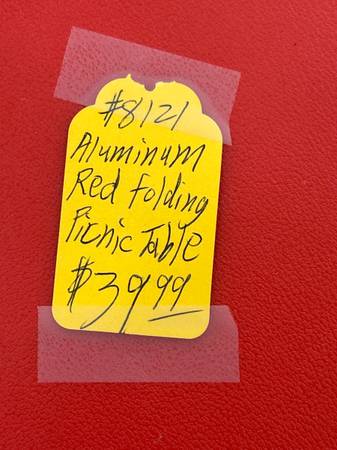 #8121
Aluminum
Red Folding
Picnic Table
$39 99